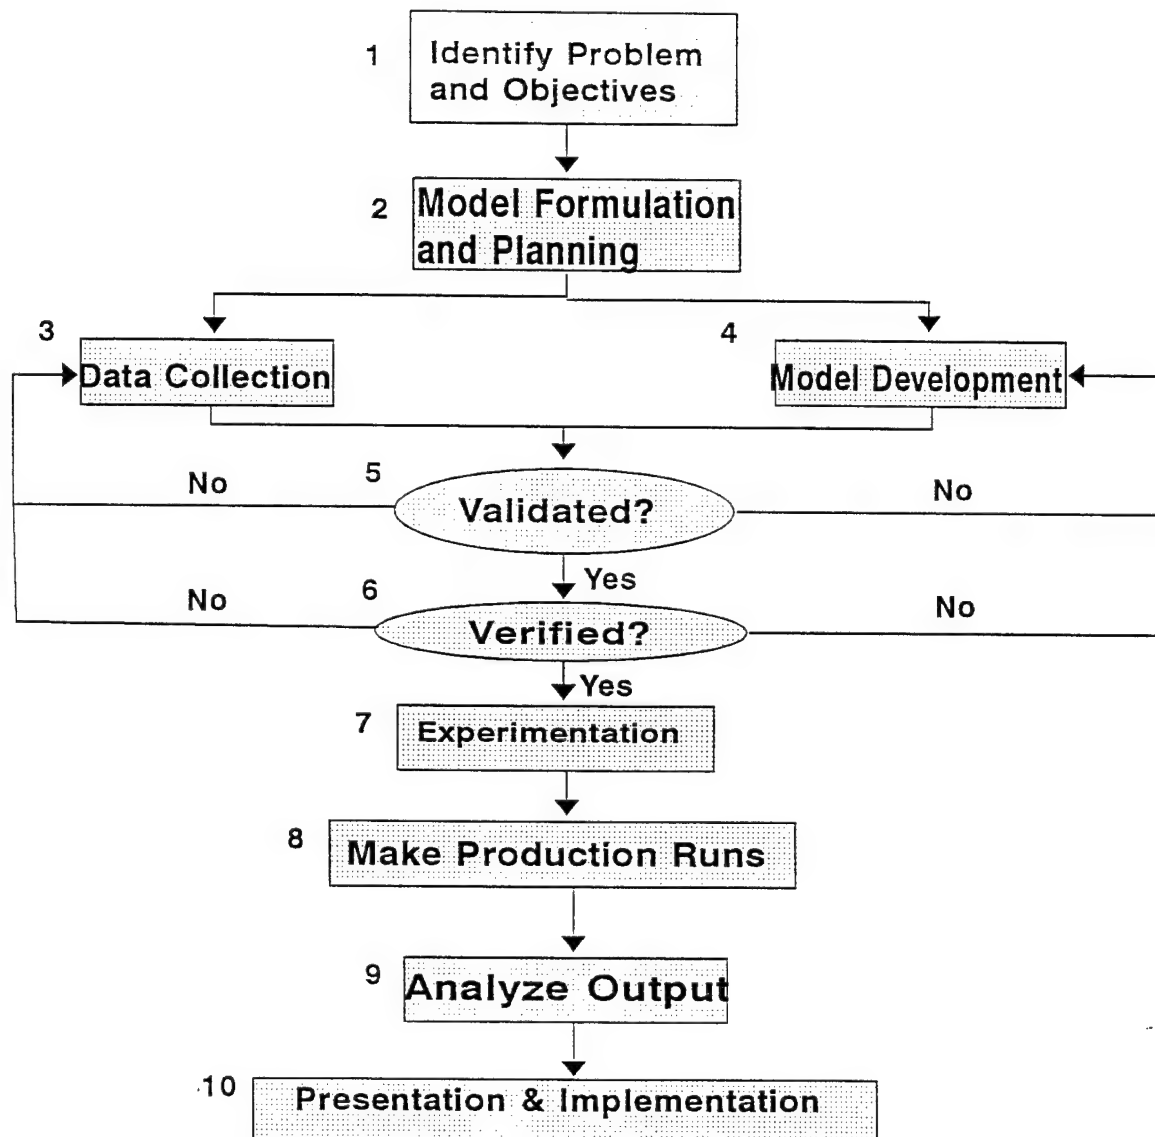 1
Identify Problem
and Objectives
2
Model Formulation
and Planning
3
Data Collection
4
Model Development
5
Validated?
No
No
Yes
6
Verified?
No
No
Yes
7
Experimentation
8
Make Production Runs
9
Analyze Output
10
Presentation & Implementation